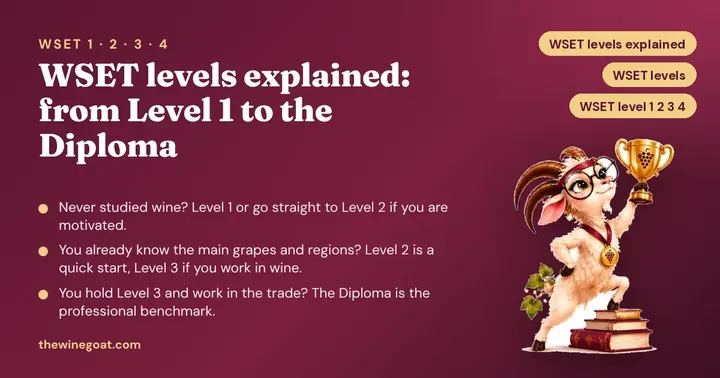 WSET 1 · 2 · 3 · 4
WSET levels explained:
from Level 1 to the
Diploma
Never studied wine? Level 1 or go straight to Level 2 if you are
motivated.
You already know the main grapes and regions? Level 2 is a
quick start, Level 3 if you work in wine.
You hold Level 3 and work in the trade? The Diploma is the
professional benchmark.
thewinegoat.com
WSET levels explained
WSET levels
WSET level 1 2 3 4